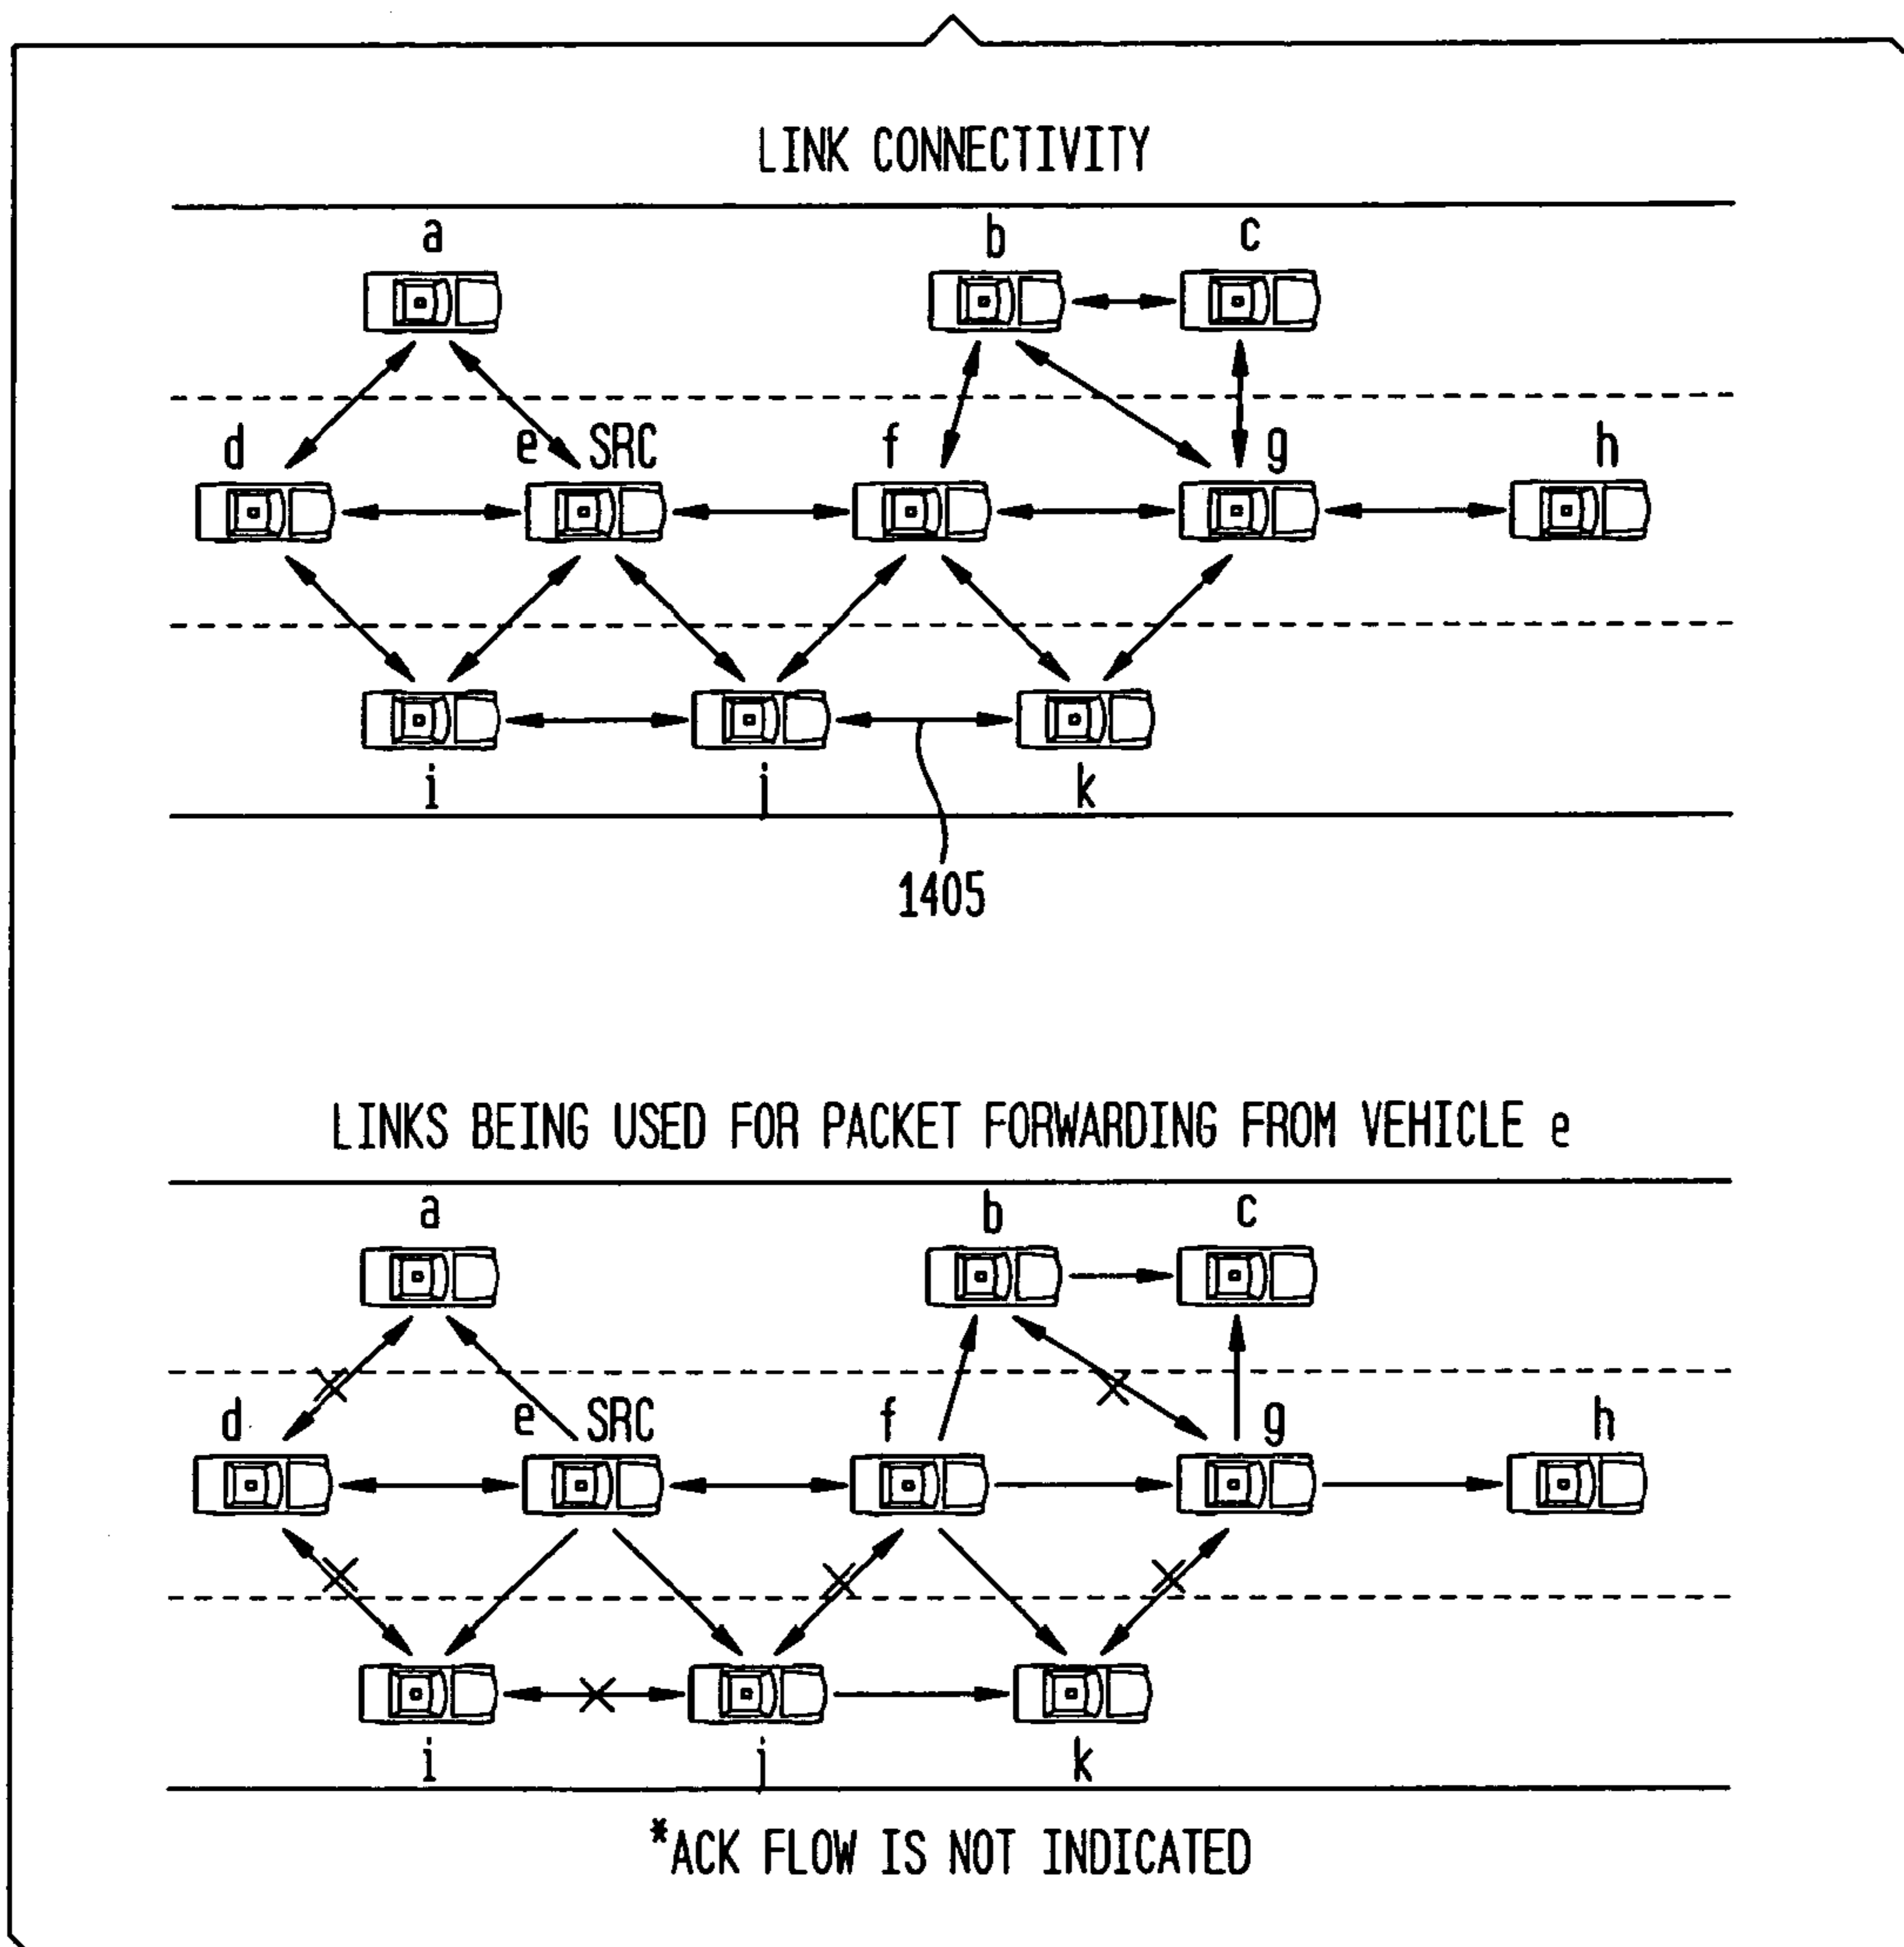 LINK CONNECTIVITY
a b c
d e SRC f g h
i j k
1405
LINKS BEING USED FOR PACKET FORWARDING FROM VEHICLE e
a b c
d e SRC f g h
i j k
*ACK FLOW IS NOT INDICATED